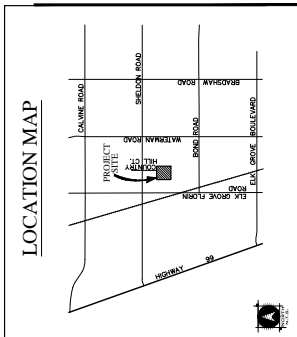 LOCATION MAP
CALVINE ROAD
SHELDON ROAD
BOND ROAD
ELK GROVE BOULEVARD
BRADSHAW
ROAD
WATERMAN ROAD
COUNTRY
HILL CT.
PROJECT
SITE
ELK GROVE FLORIN
ROAD
HIGHWAY 99
NORTH
N.T.S.